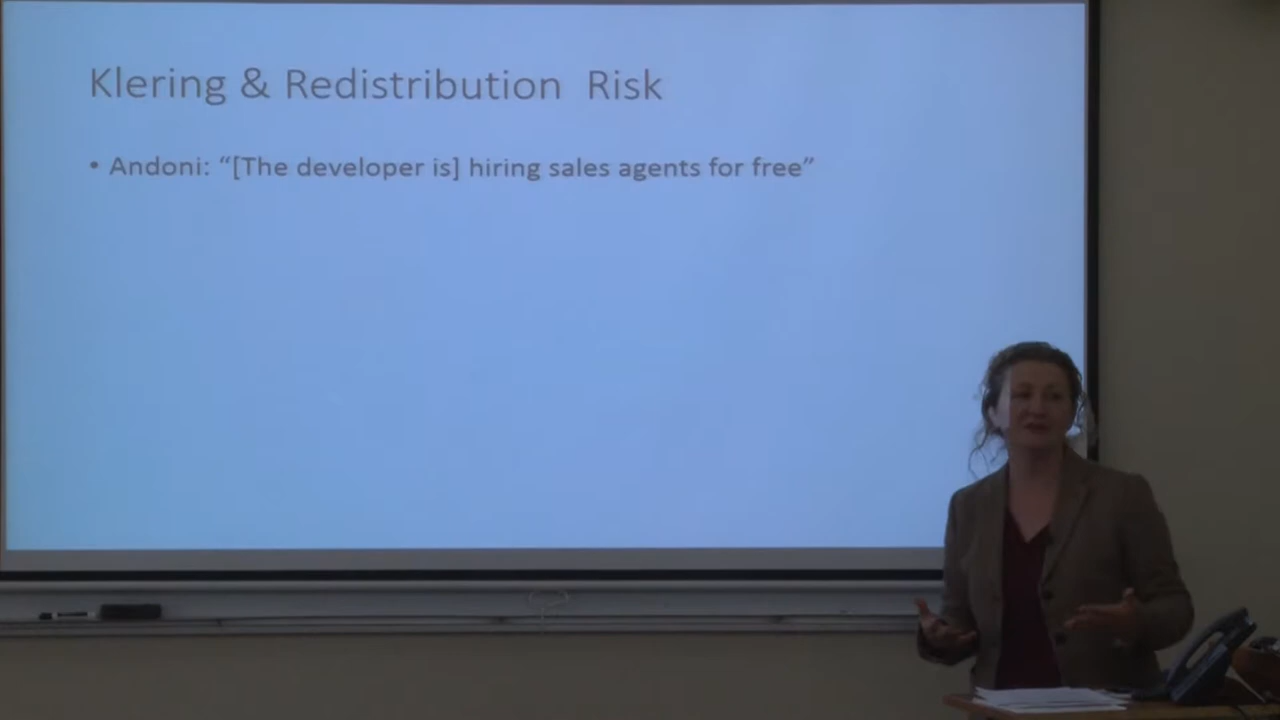 Klering & Redistribution Risk
• Andoni: “[The developer is] hiring sales agents for free”